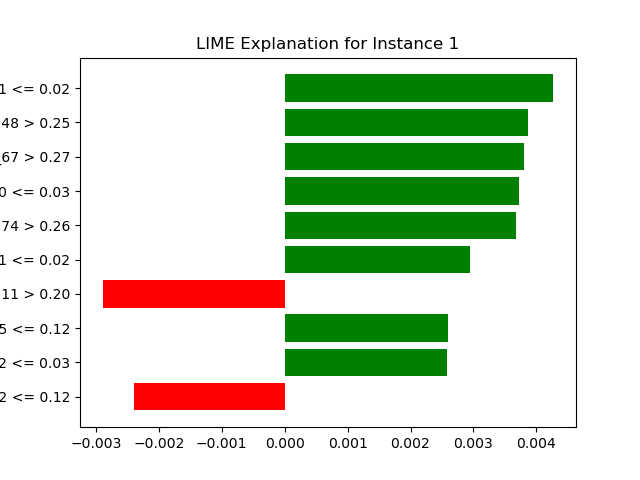 LIME Explanation for Instance 1
1 <= 0.02
48 > 0.25
_67 > 0.27
0 <= 0.03
74 > 0.26
1 <= 0.02
11 > 0.20
5 <= 0.12
2 <= 0.03
2 <= 0.12
−0.003 −0.002 −0.001 0.000 0.001 0.002 0.003 0.004